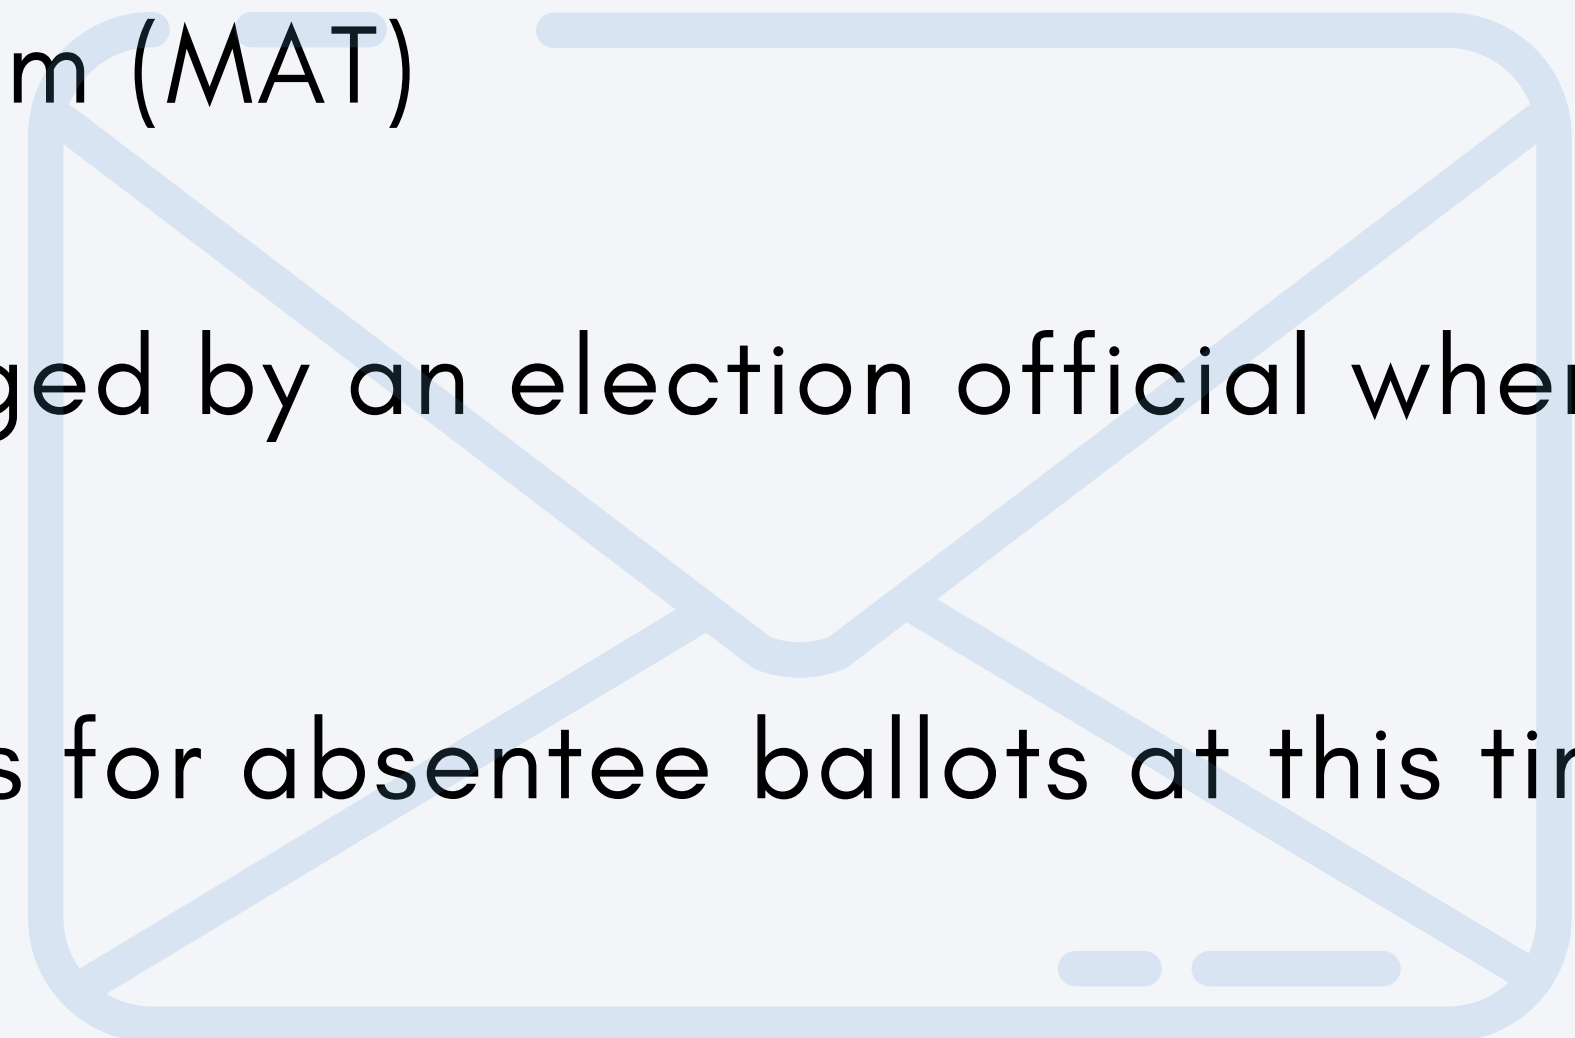 m (MAT)
ged by an election official wher
s for absentee ballots at this tir